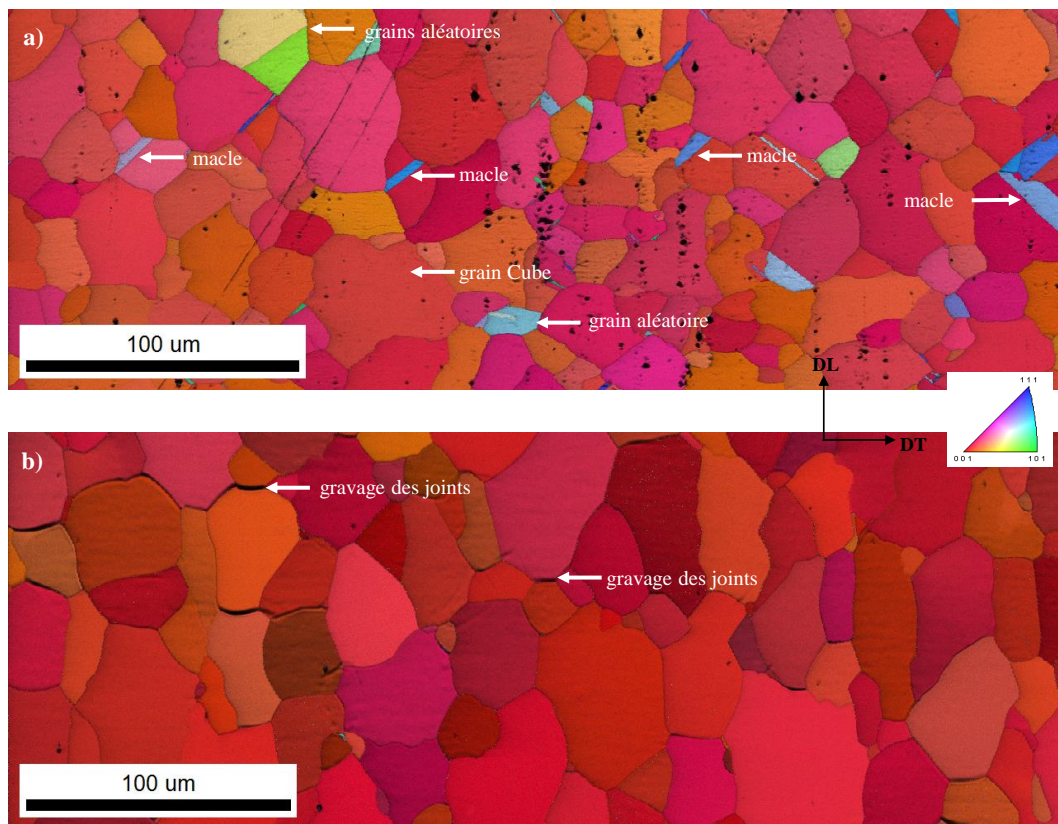 a)
grains aléatoires
macle
macle
macle
macle
grain Cube
grain aléatoire
100 um
DL
DT
111
001
101
b)
gravage des joints
gravage des joints
100 um